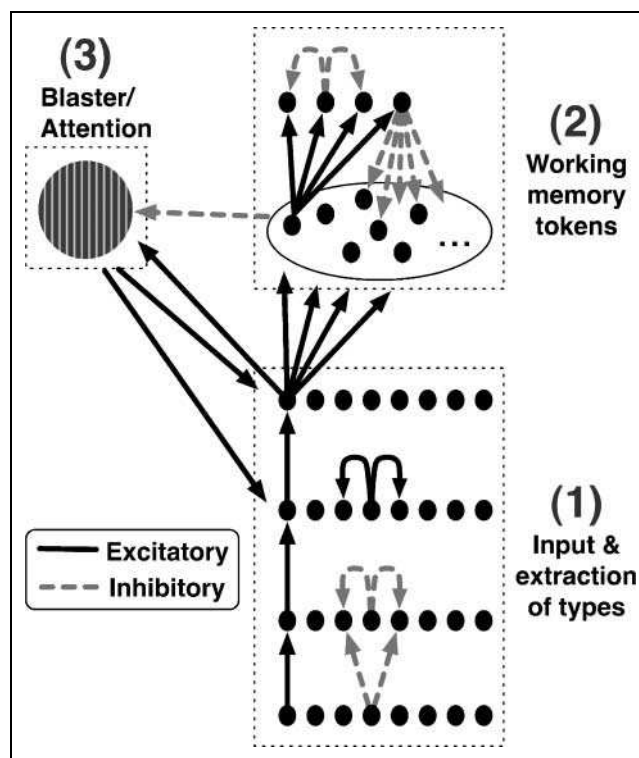 (3)
Blaster/
Attention
(2)
Working
memory
tokens
...
(1)
Input &
extraction
of types
Excitatory
Inhibitory